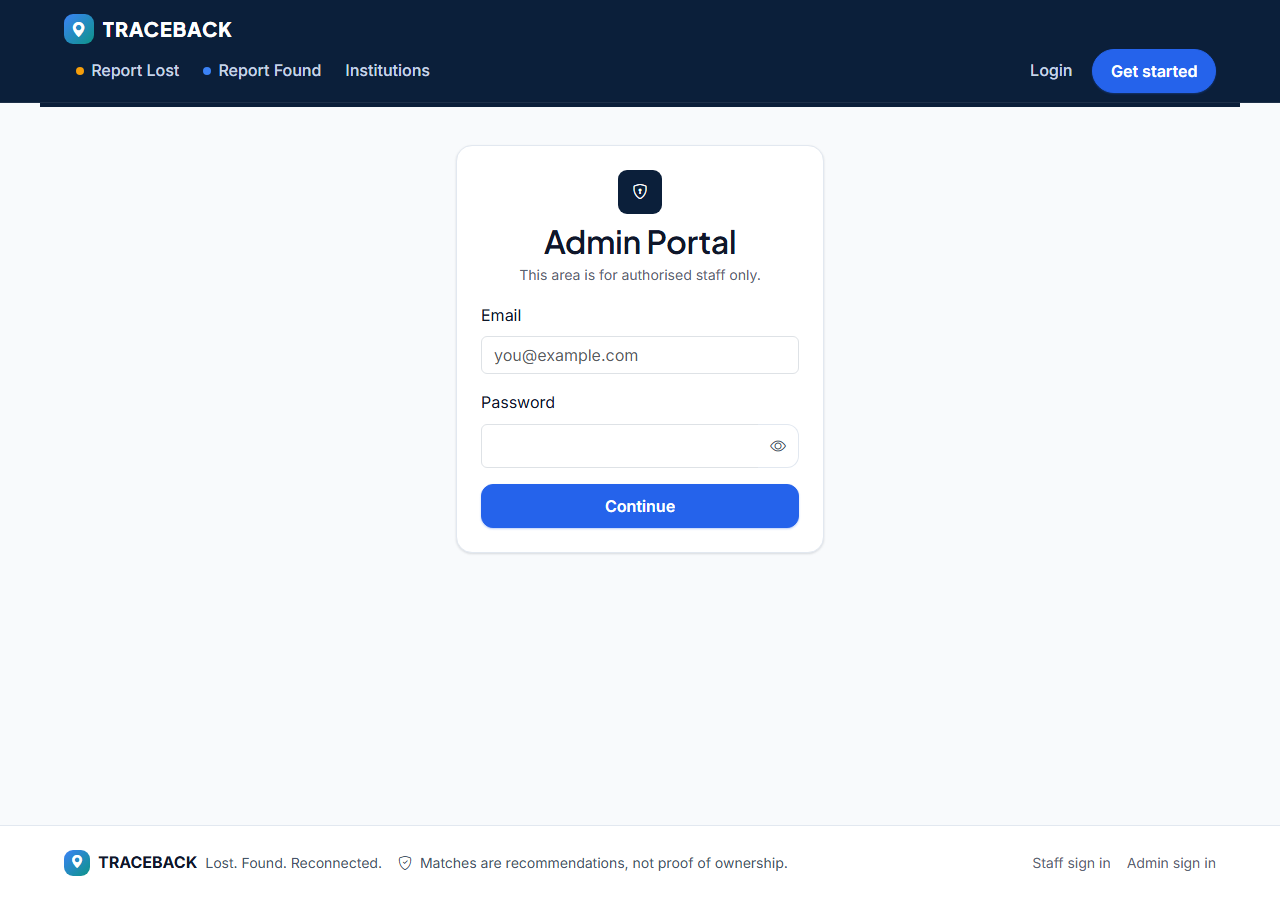 TRACEBACK
Report Lost Report Found Institutions Login Get started
Admin Portal
This area is for authorised staff only.
Email
you@example.com
Password
Continue
TRACEBACK Lost. Found. Reconnected. Matches are recommendations, not proof of ownership. Staff sign in Admin sign in